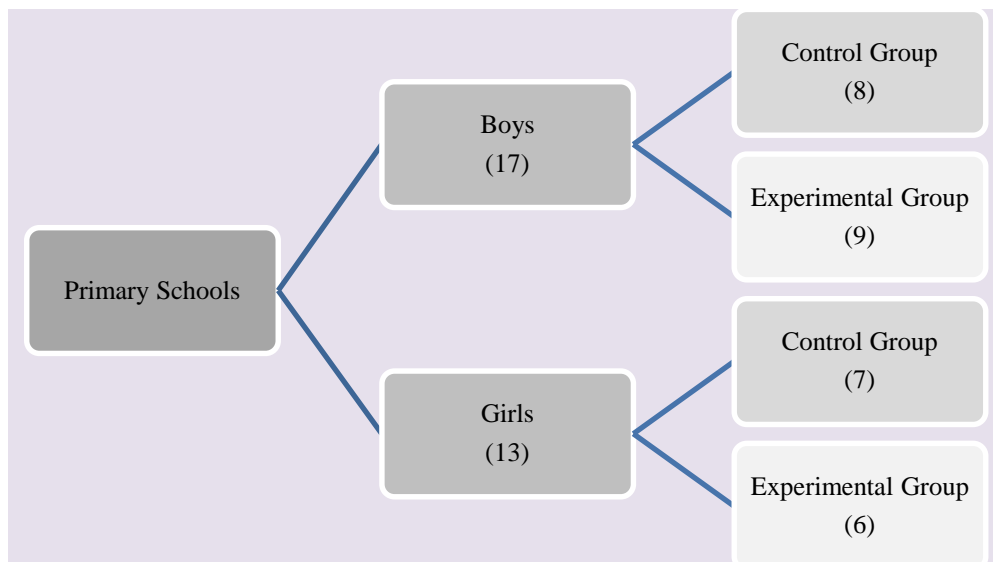 Primary Schools
Boys
(17)
Control Group
(8)
Experimental Group
(9)
Girls
(13)
Control Group
(7)
Experimental Group
(6)